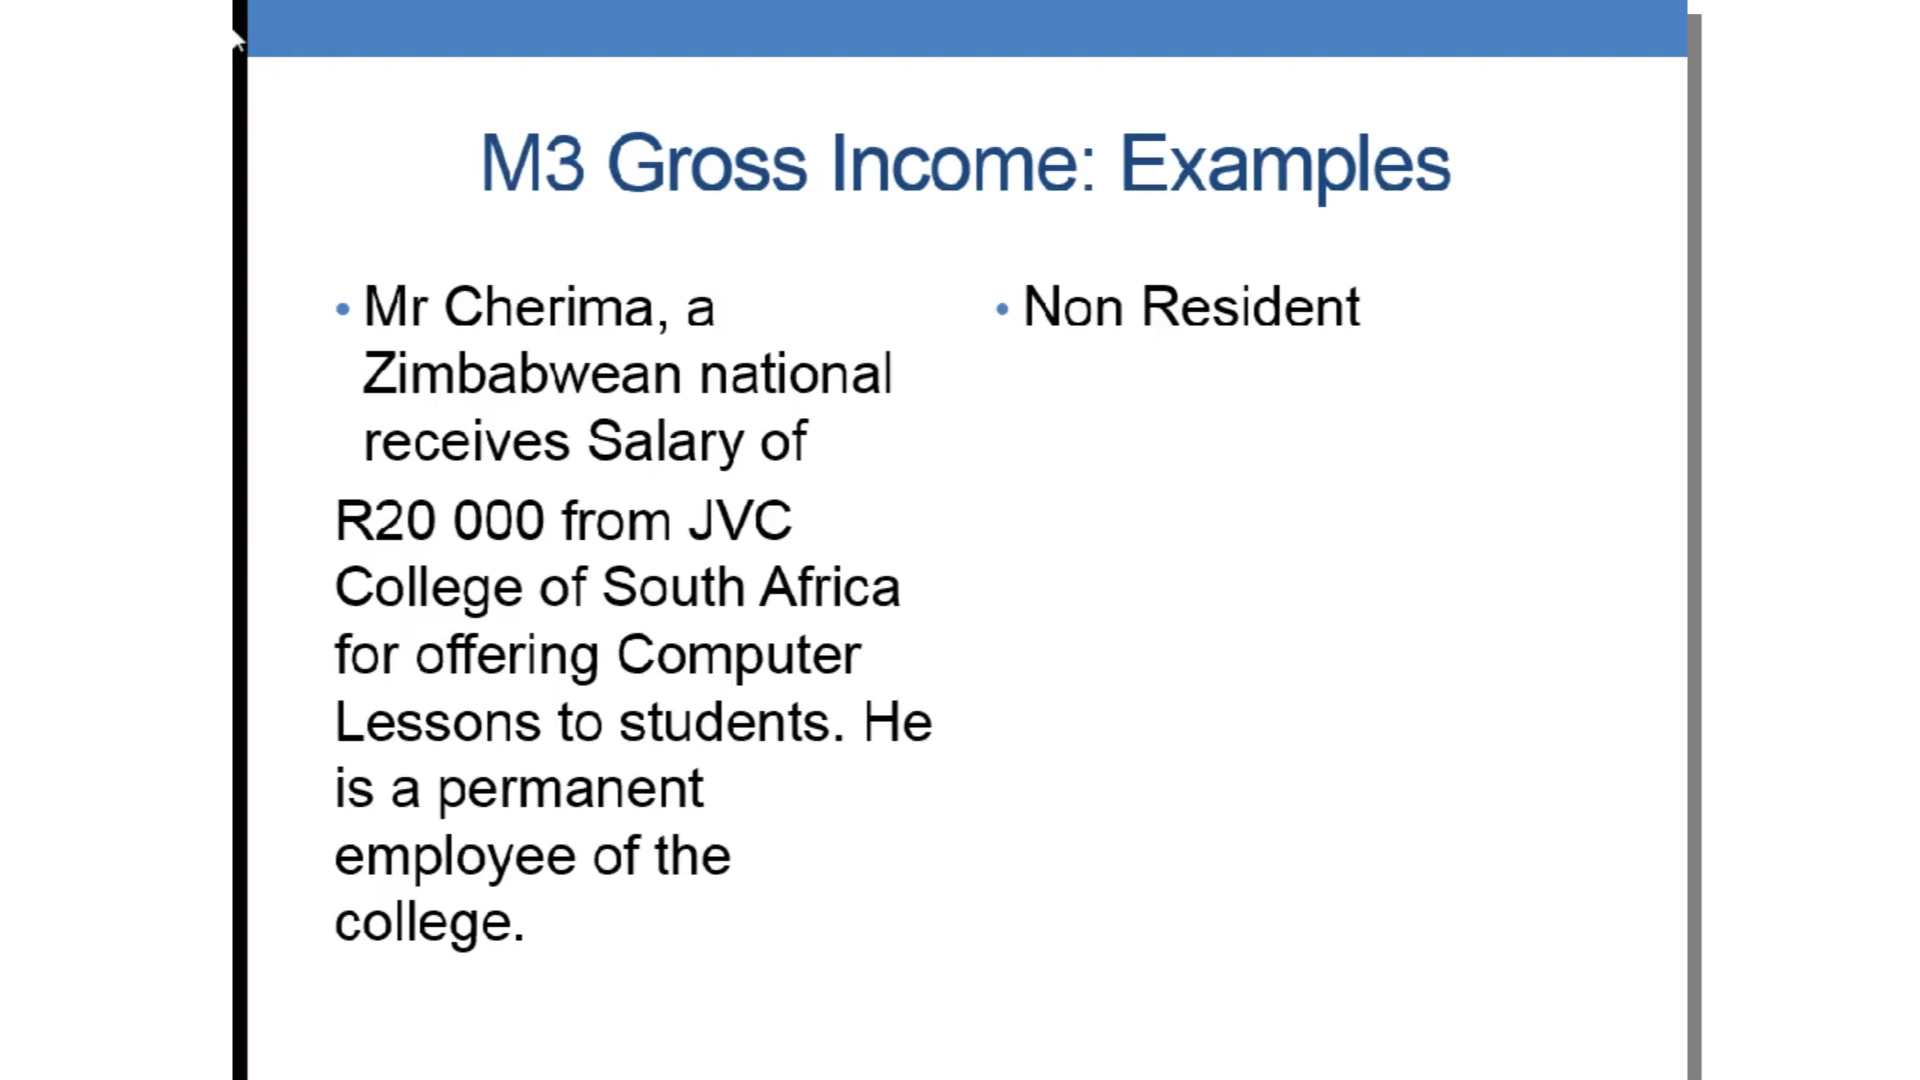 M3 Gross Income: Examples
• Mr Cherima, a
Zimbabwean national
receives Salary of
R20 000 from JVC
College of South Africa
for offering Computer
Lessons to students. He
is a permanent
employee of the
college.
• Non Resident